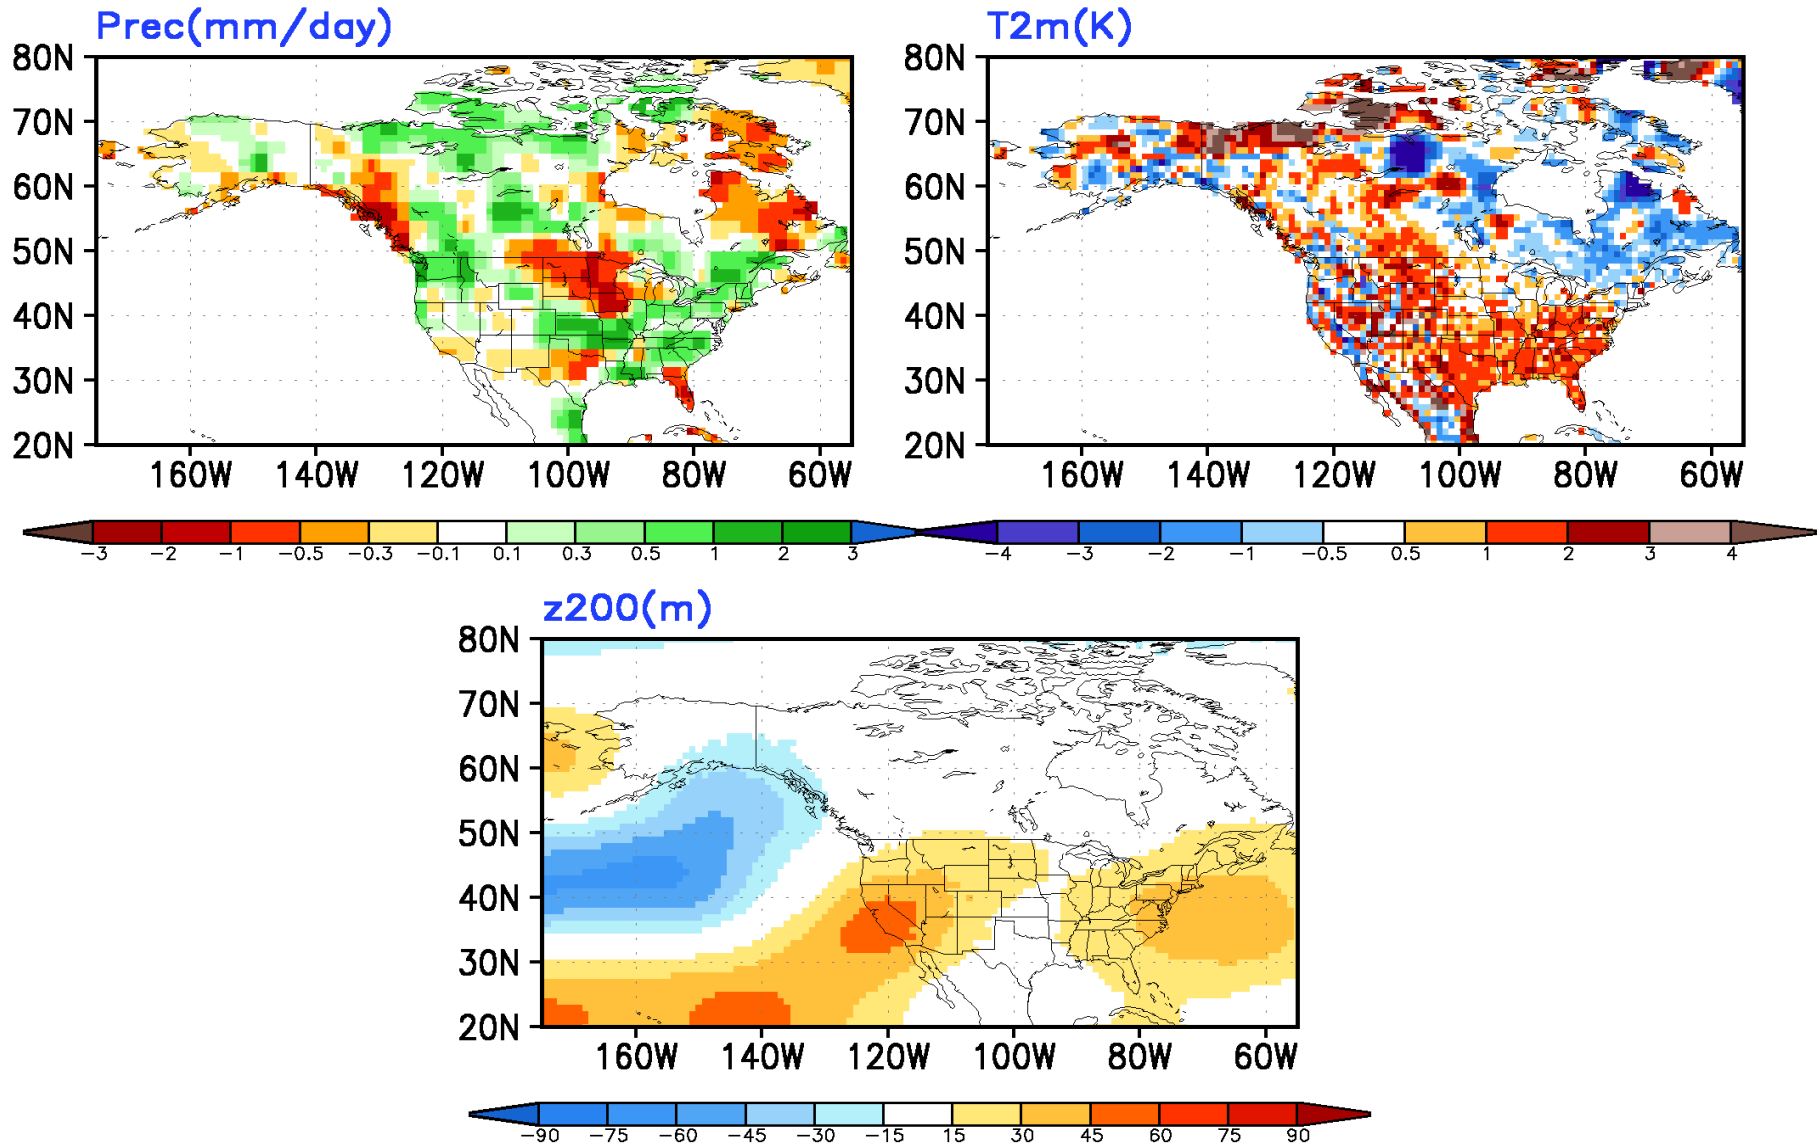 Prec(mm/day)
T2m(K)
80N
70N
60N
50N
40N
30N
20N
160W 140W 120W 100W 80W 60W
80N
70N
60N
50N
40N
30N
20N
160W 140W 120W 100W 80W 60W
−3 −2 −1 −0.5 −0.3 −0.1 0.1 0.3 0.5 1 2 3
−4 −3 −2 −1 −0.5 0.5 1 2 3 4
z200(m)
80N
70N
60N
50N
40N
30N
20N
160W 140W 120W 100W 80W 60W
−90 −75 −60 −45 −30 −15 15 30 45 60 75 90